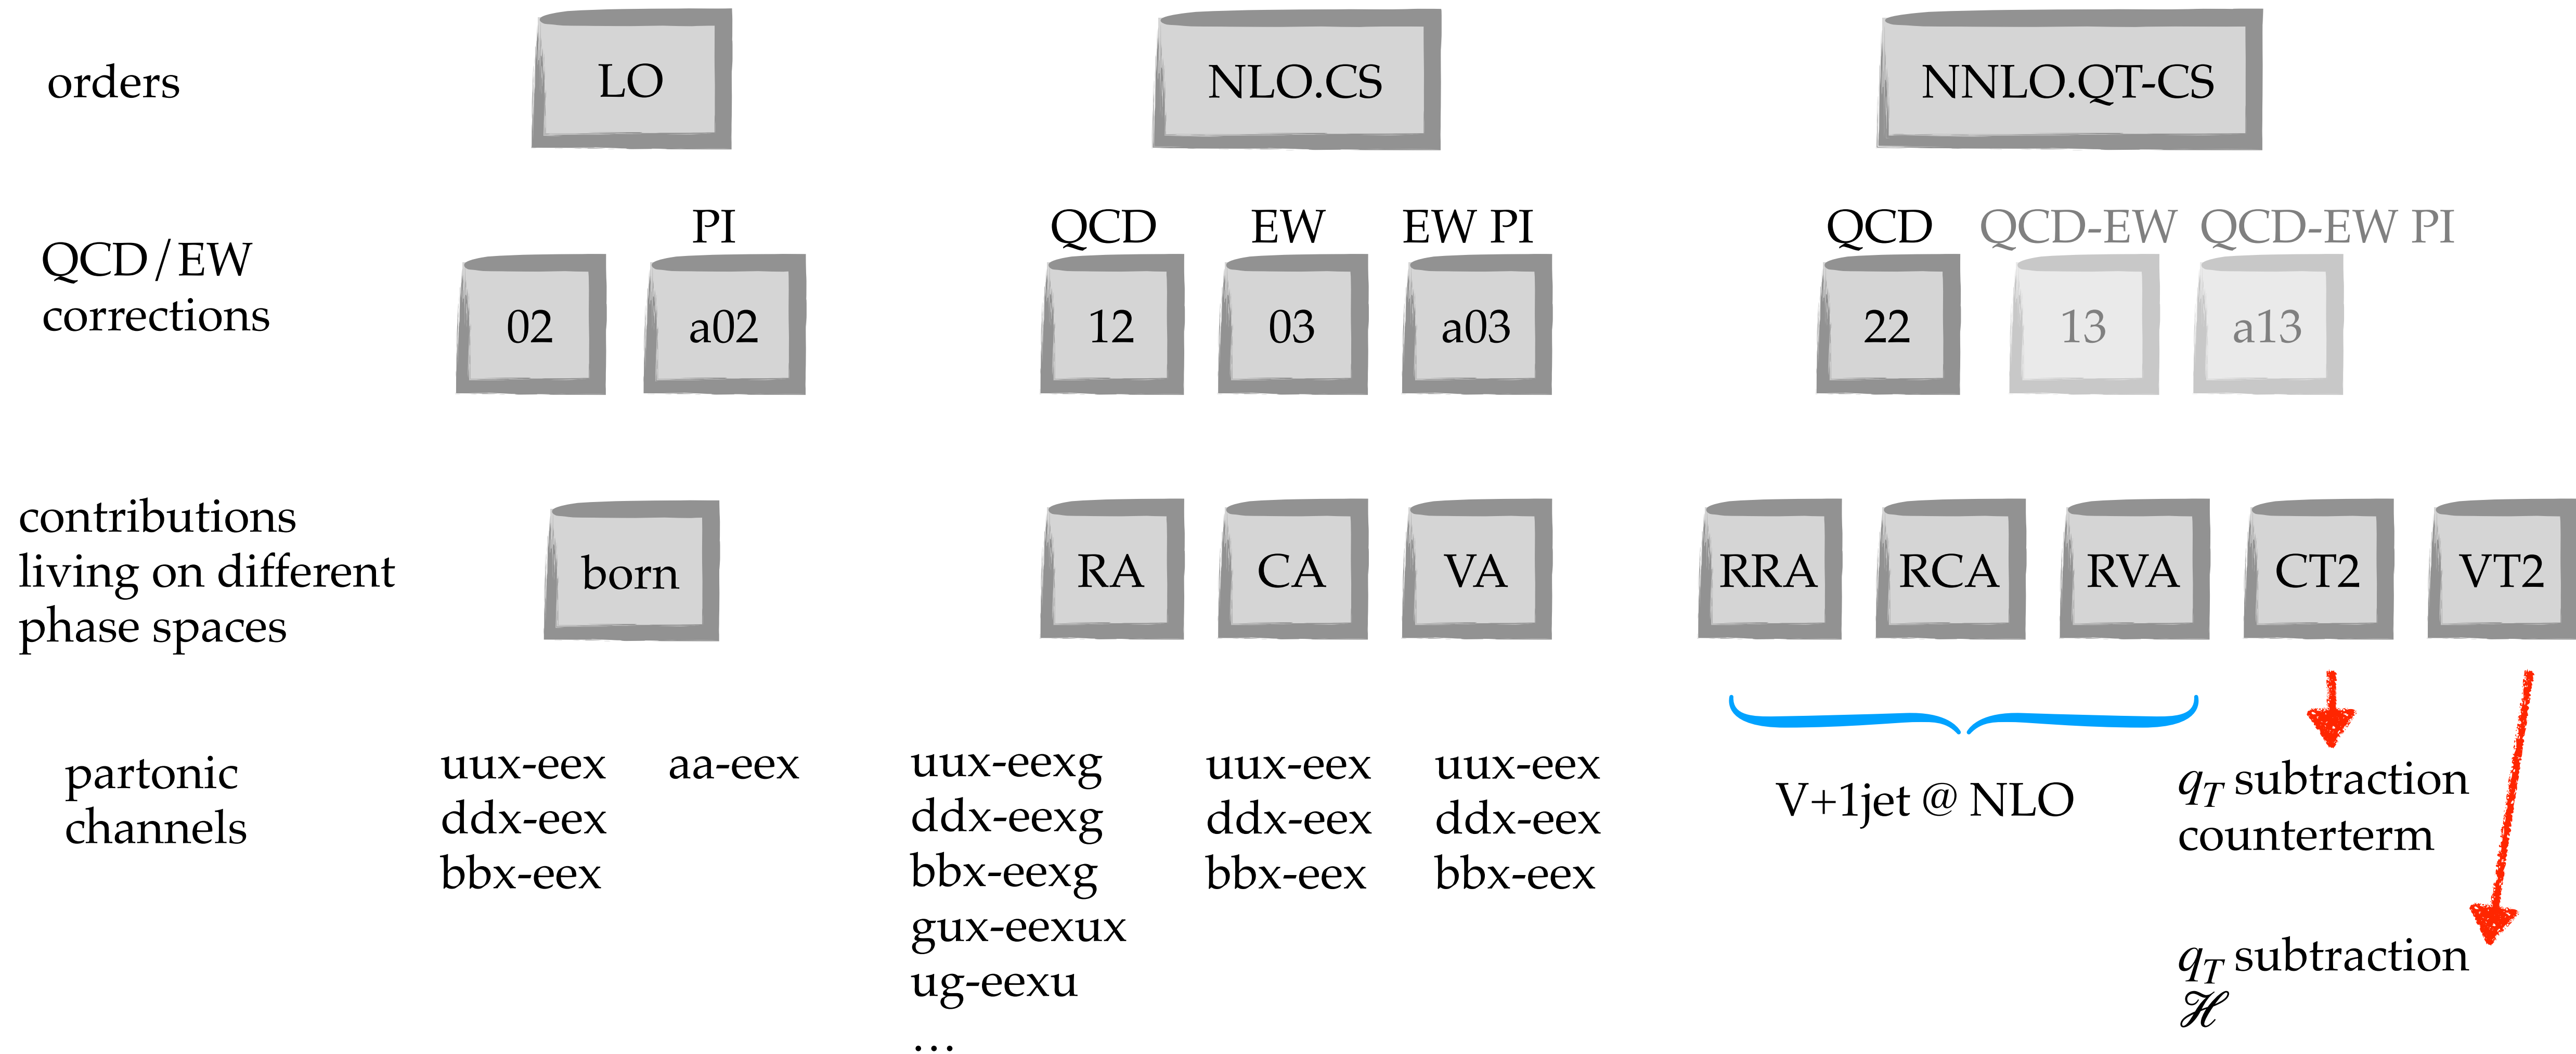 orders
LO
NLO.CS
NNLO.QT-CS
QCD/EW
corrections
PI
02
a02
QCD
EW
EW PI
12
03
a03
QCD
QCD-EW
QCD-EW PI
22
13
a13
contributions
living on different
phase spaces
born
RA
CA
VA
RRA
RCA
RVA
CT2
VT2
partonic
channels
uux-eex
ddx-eex
bbx-eex
aa-eex
uux-eexg
ddx-eexg
bbx-eexg
gux-eexux
ug-eexu
…
uux-eex
ddx-eex
bbx-eex
uux-eex
ddx-eex
bbx-eex
V+1jet @ NLO
q_T subtraction
counterterm
q_T subtraction
ℋ